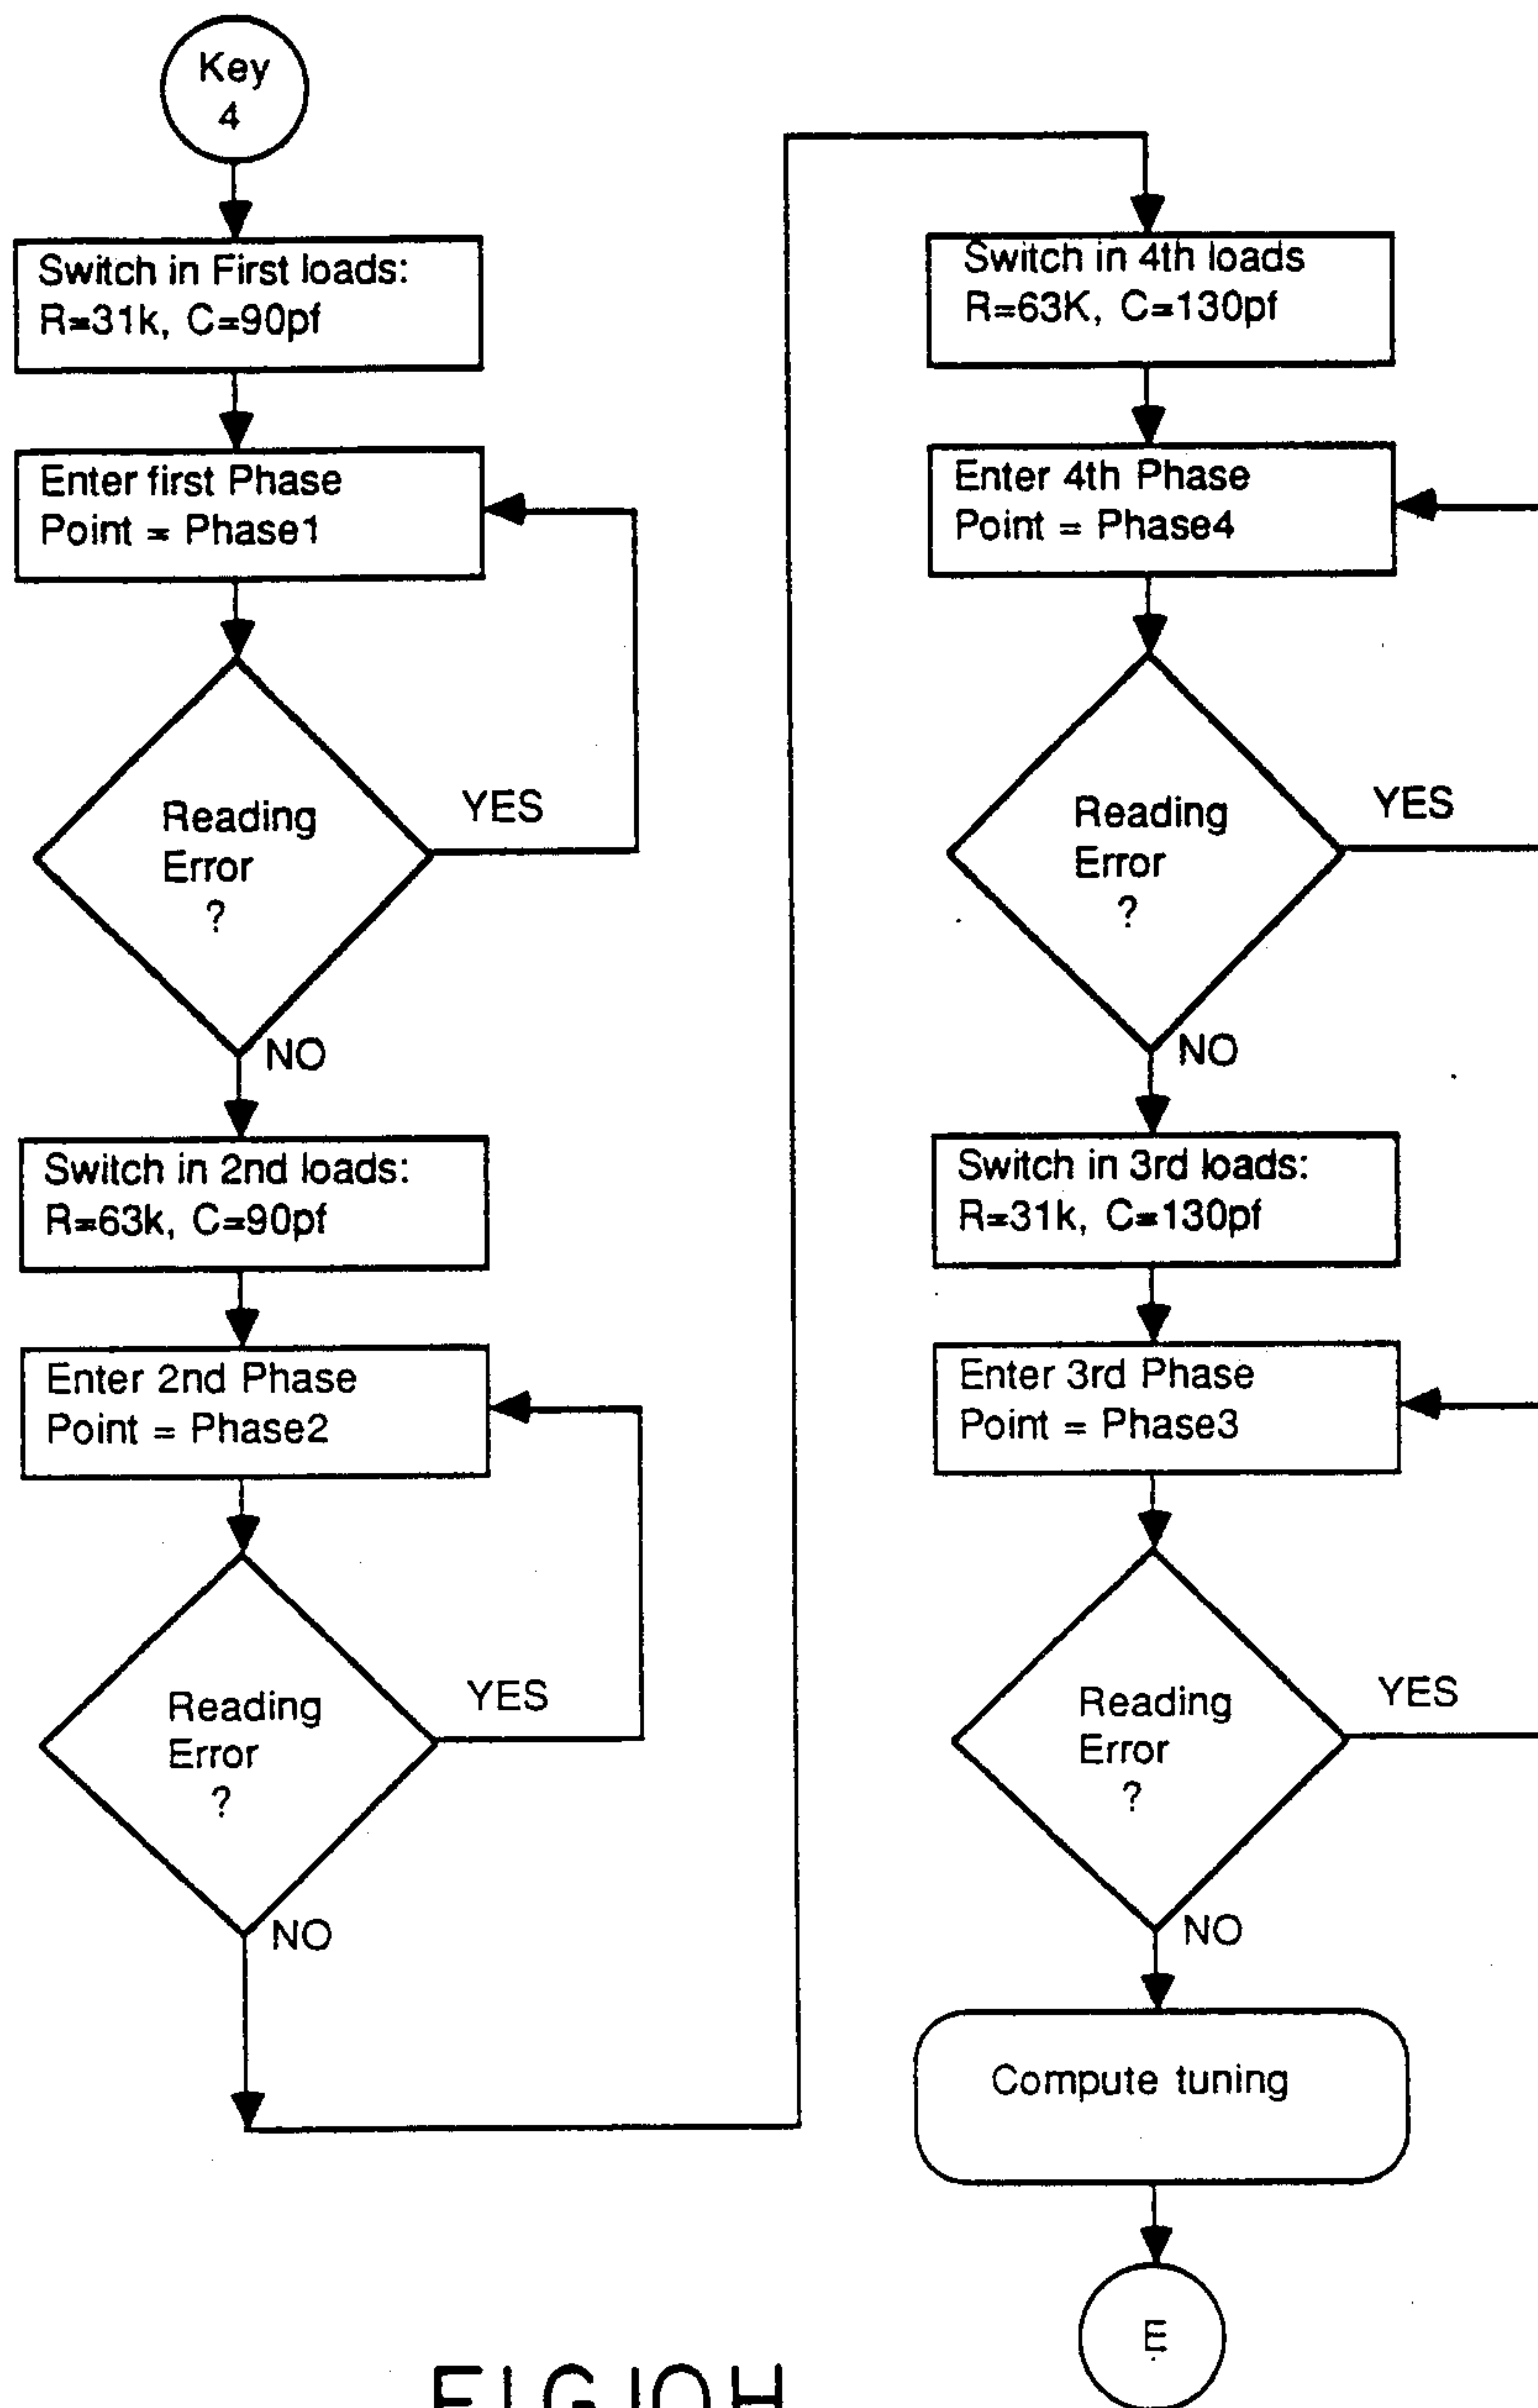 Key
4
Switch in First loads:
R=31k, C=90pf
Enter first Phase
Point = Phase1
Reading
Error
?
YES
NO
Switch in 2nd loads:
R=63k, C=90pf
Enter 2nd Phase
Point = Phase2
Reading
Error
?
YES
NO
Switch in 4th loads
R=63K, C=130pf
Enter 4th Phase
Point = Phase4
Reading
Error
?
YES
NO
Switch in 3rd loads:
R=31k, C=130pf
Enter 3rd Phase
Point = Phase3
Reading
Error
?
YES
NO
Compute tuning
E
FIG.10H